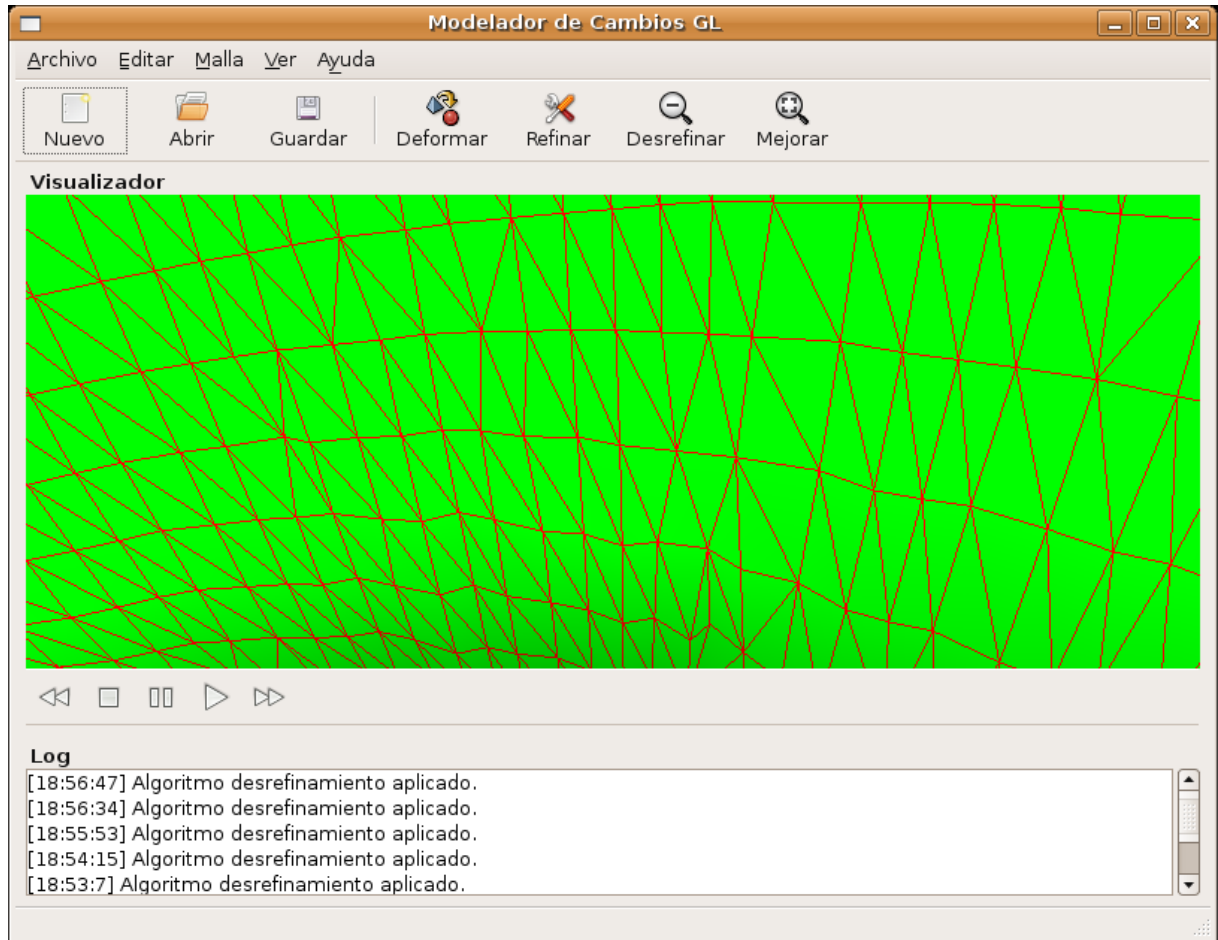 Modelador de Cambios GL
Archivo Editar Malla Ver Ayuda
Nuevo Abrir Guardar Deformar Refinar Desrefinar Mejorar
Visualizador
Log
[18:56:47] Algoritmo desrefinamiento aplicado.
[18:56:34] Algoritmo desrefinamiento aplicado.
[18:55:53] Algoritmo desrefinamiento aplicado.
[18:54:15] Algoritmo desrefinamiento aplicado.
[18:53:7] Algoritmo desrefinamiento aplicado.